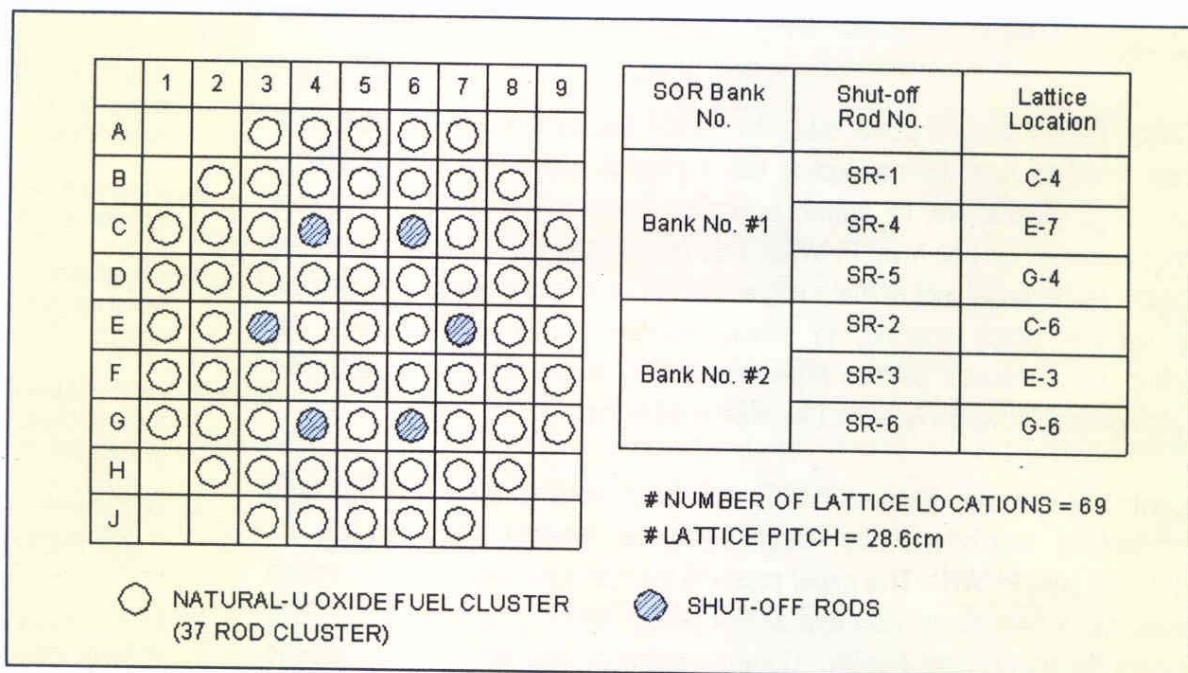 1 2 3 4 5 6 7 8 9
A
B
C
D
E
F
G
H
J
SOR Bank No. Shut-off Rod No. Lattice Location
Bank No. #1
SR-1 C-4
SR-4 E-7
SR-5 G-4
Bank No. #2
SR-2 C-6
SR-3 E-3
SR-6 G-6
# NUMBER OF LATTICE LOCATIONS = 69
# LATTICE PITCH = 28.6cm
NATURAL-U OXIDE FUEL CLUSTER
(37 ROD CLUSTER)
SHUT-OFF RODS